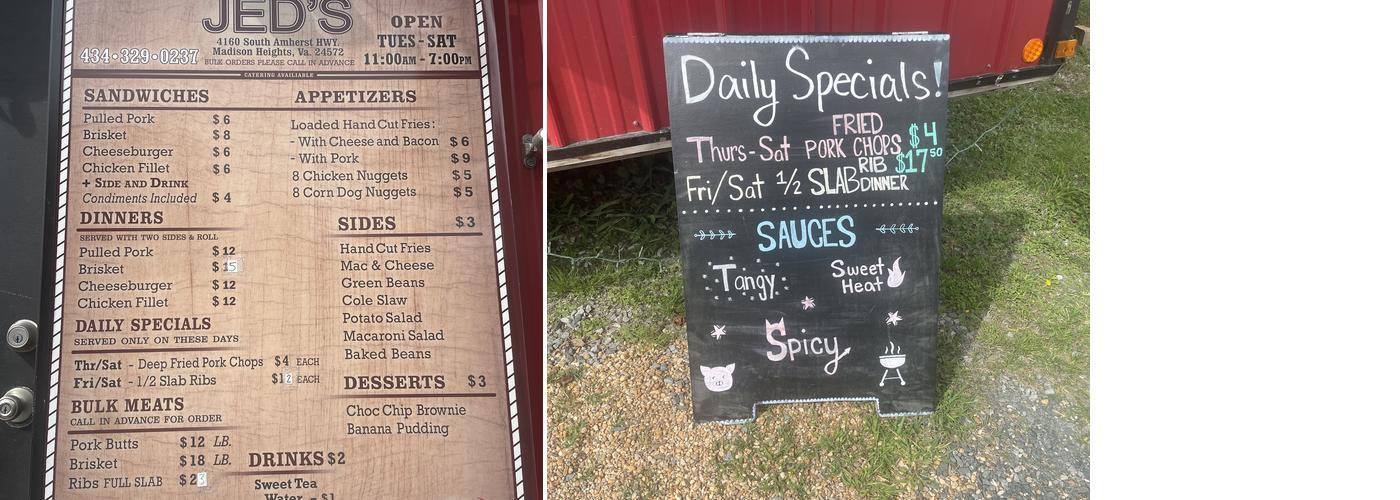 JED'S
434•329•0237
4160 South Amherst HWY.
Madison Heights, Va. 24572
BULK ORDERS PLEASE CALL IN ADVANCE
OPEN
TUES - SAT
11:00AM - 7:00PM
CATERING AVAILIABLE
SANDWICHES
Pulled Pork $ 6
Brisket $ 8
Cheeseburger $ 6
Chicken Fillet $ 6
+ SIDE AND DRINK
Condiments Included $ 4
DINNERS
SERVED WITH TWO SIDES & ROLL
Pulled Pork $ 12
Brisket $ 15
Cheeseburger $ 12
Chicken Fillet $ 12
DAILY SPECIALS
SERVED ONLY ON THESE DAYS
Thr/Sat - Deep Fried Pork Chops $4 EACH
Fri/Sat - 1/2 Slab Ribs $12 EACH
BULK MEATS
CALL IN ADVANCE FOR ORDER
Pork Butts $ 12 LB.
Brisket $ 18 LB.
Ribs FULL SLAB $ 23
APPETIZERS
Loaded Hand Cut Fries:
- With Cheese and Bacon $ 6
- With Pork $ 9
8 Chicken Nuggets $ 5
8 Corn Dog Nuggets $ 5
SIDES $ 3
Hand Cut Fries
Mac & Cheese
Green Beans
Cole Slaw
Potato Salad
Macaroni Salad
Baked Beans
DESSERTS $ 3
Choc Chip Brownie
Banana Pudding
DRINKS $2
Sweet Tea
Water - $1
Daily Specials!
Thurs-Sat FRIED PORK CHOPS $4
Fri/Sat 1/2 SLAB RIB DINNER $17 50
SAUCES
Tangy
Sweet Heat
Spicy